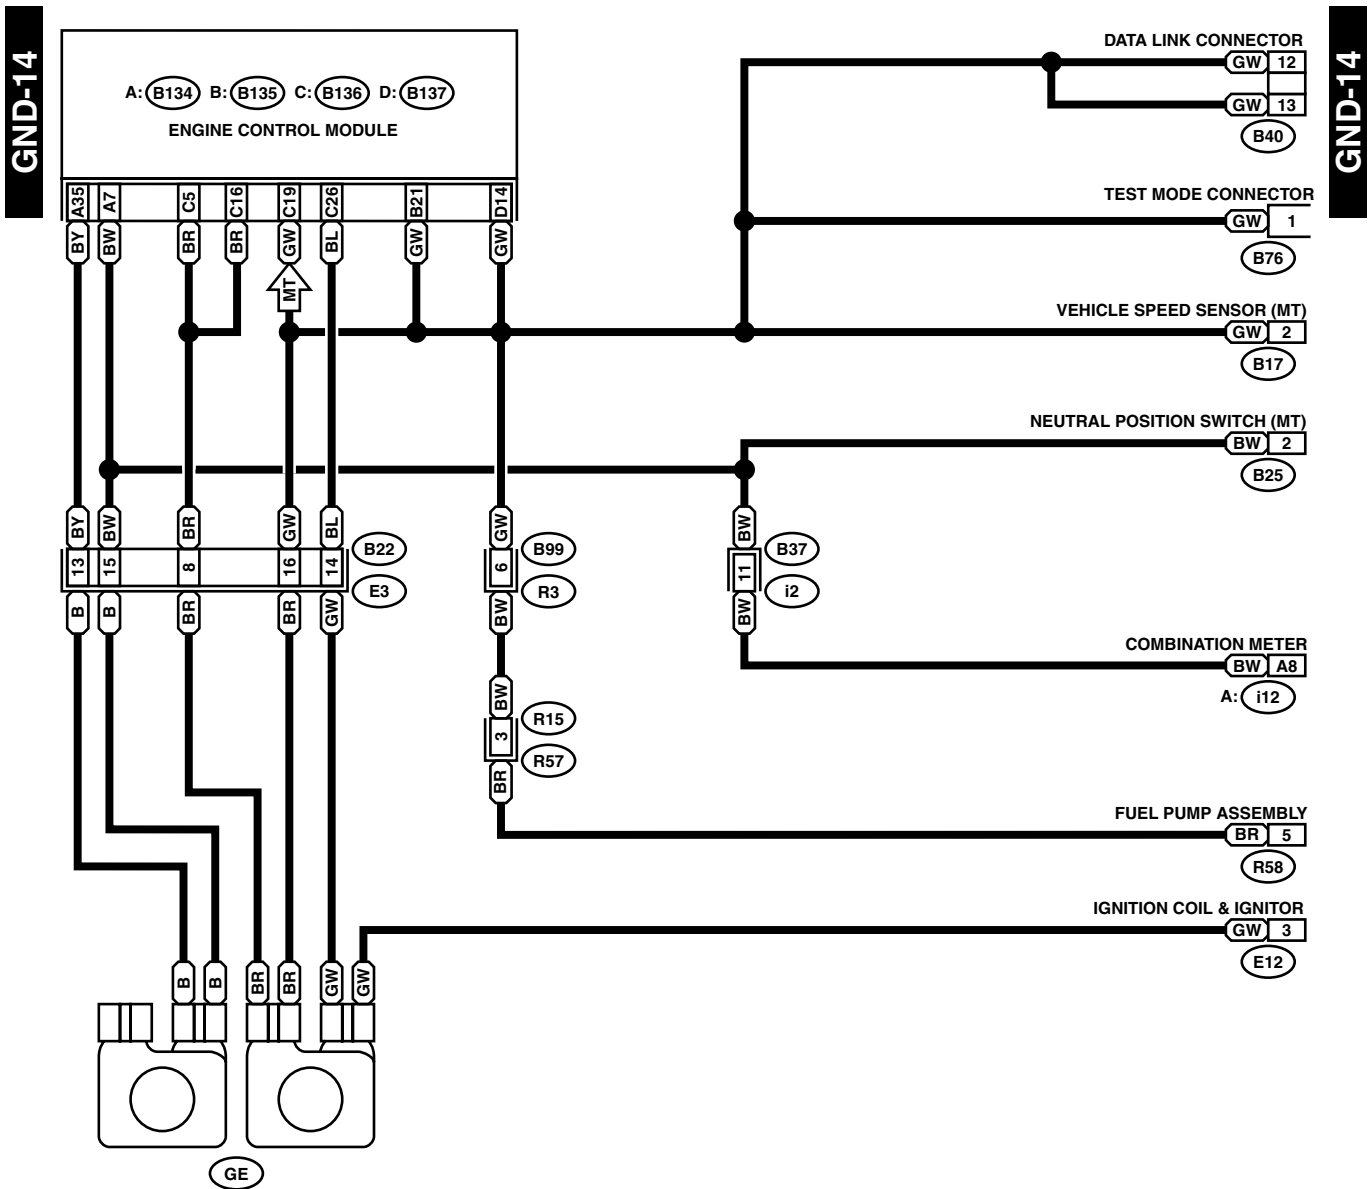 GND-14
GND-14
A: B134 B: B135 C: B136 D: B137
ENGINE CONTROL MODULE
A35 A7 C5 C16 C19 C26 B21 D14
BY BW BR BR GW BL GW GW
MT
DATA LINK CONNECTOR
GW 12
GW 13
B40
TEST MODE CONNECTOR
GW 1
B76
VEHICLE SPEED SENSOR (MT)
GW 2
B17
NEUTRAL POSITION SWITCH (MT)
BW 2
B25
BY BW BR GW BL GW BW
13 15 8 16 14 B22 6 B99 11 B37
E3 R3 i2
B B BR BR GW BW BW
COMBINATION METER
BW A8
A: i12
BW
3 R15
R57
BR
FUEL PUMP ASSEMBLY
BR 5
R58
IGNITION COIL & IGNITOR
GW 3
E12
B B BR BR GW GW
GE